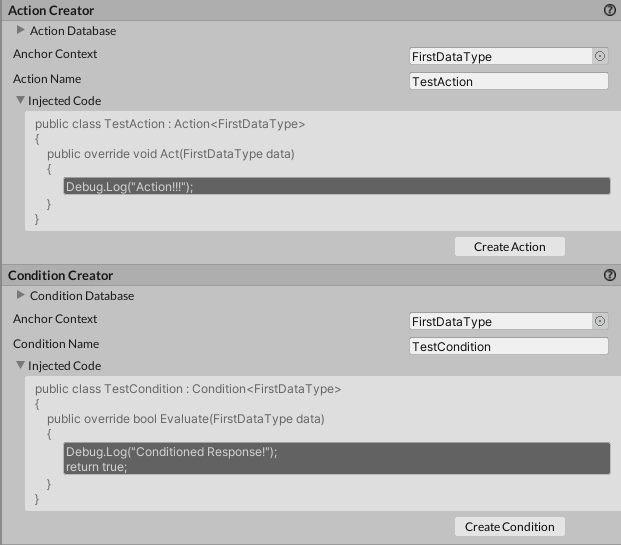 Action Creator
Action Database
Anchor Context FirstDataType
Action Name TestAction
Injected Code
public class TestAction : Action<FirstDataType>
{
public override void Act(FirstDataType data)
{
Debug.Log("Action!!!");
}
}
Create Action
Condition Creator
Condition Database
Anchor Context FirstDataType
Condition Name TestCondition
Injected Code
public class TestCondition : Condition<FirstDataType>
{
public override bool Evaluate(FirstDataType data)
{
Debug.Log("Conditioned Response!");
return true;
}
}
Create Condition